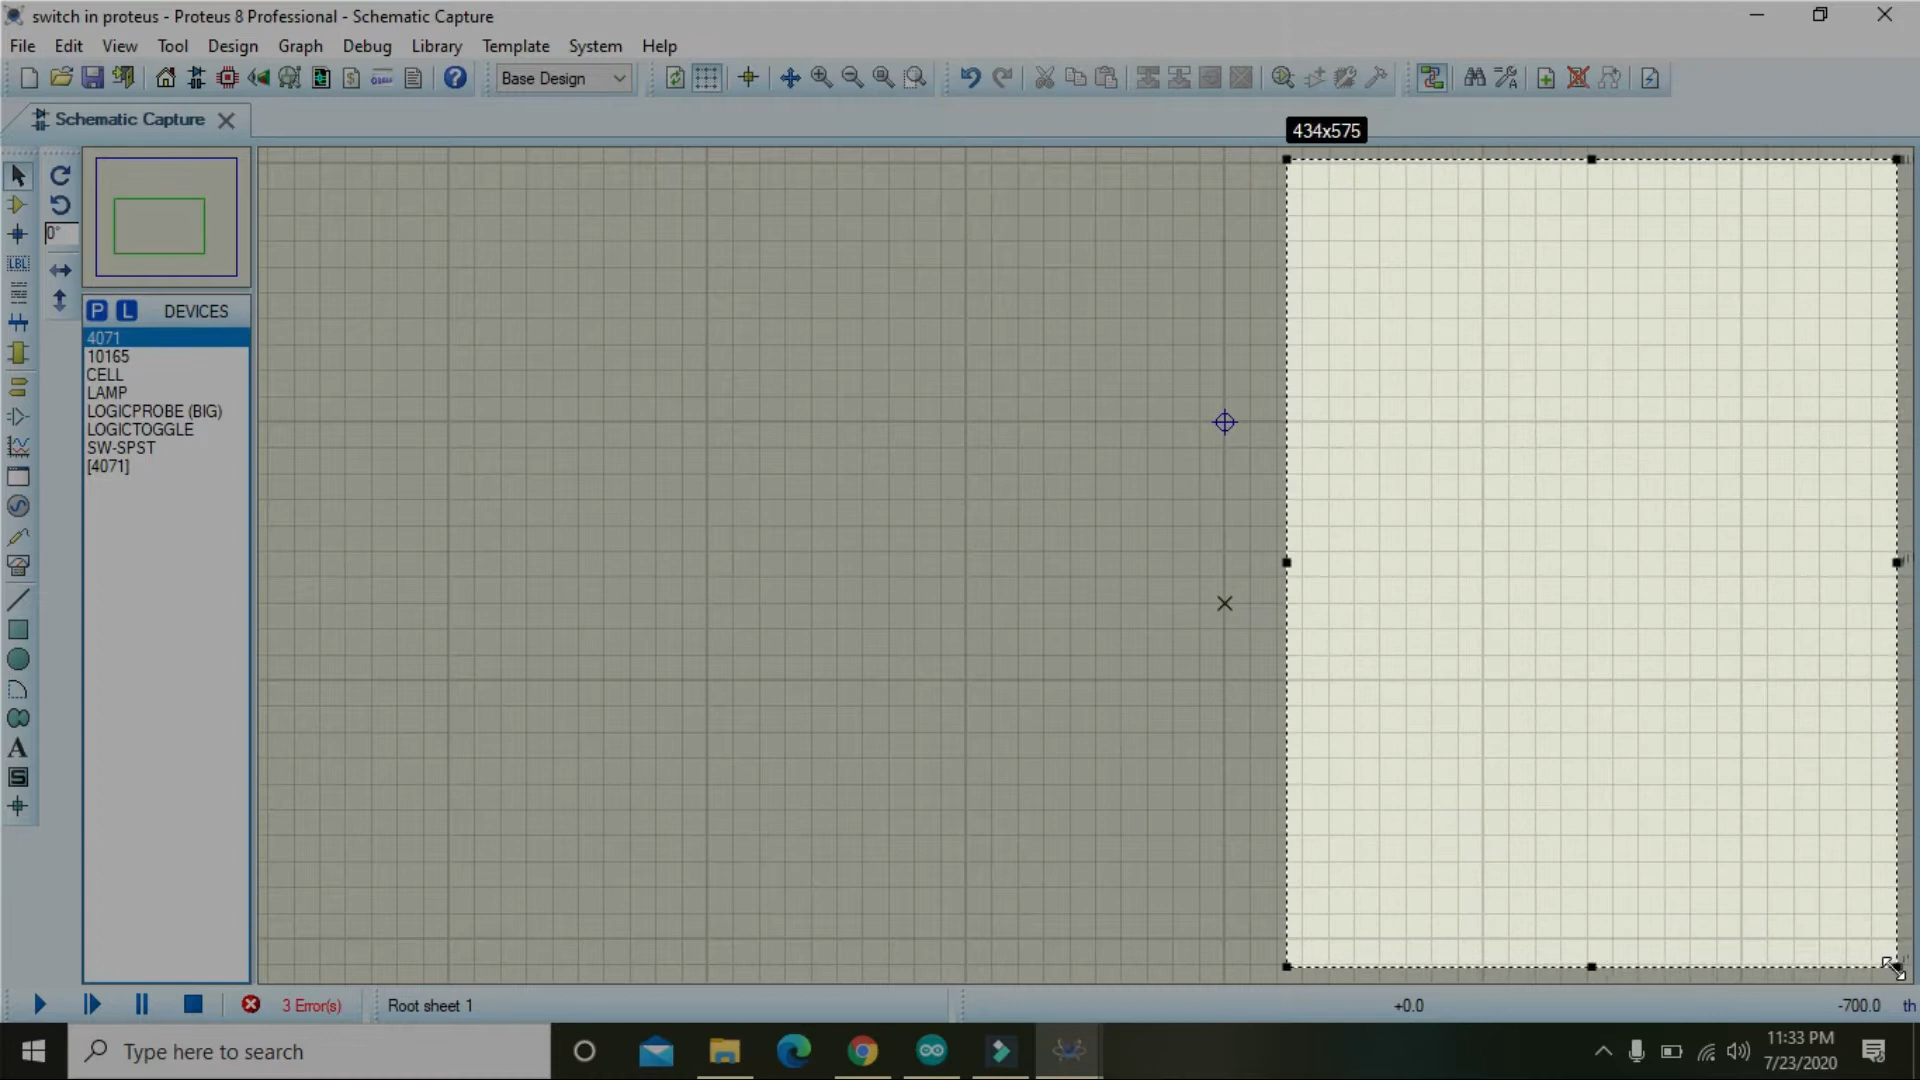 switch in proteus - Proteus 8 Professional - Schematic Capture
File Edit View Tool Design Graph Debug Library Template System Help
Base Design
Schematic Capture
434x575
LBL
0°
P L DEVICES
4071
10165
CELL
LAMP
LOGICPROBE (BIG)
LOGICTOGGLE
SW-SPST
[4071]
A
S
3 Error(s) Root sheet 1 +0.0 -700.0 th
Type here to search
11:33 PM
7/23/2020